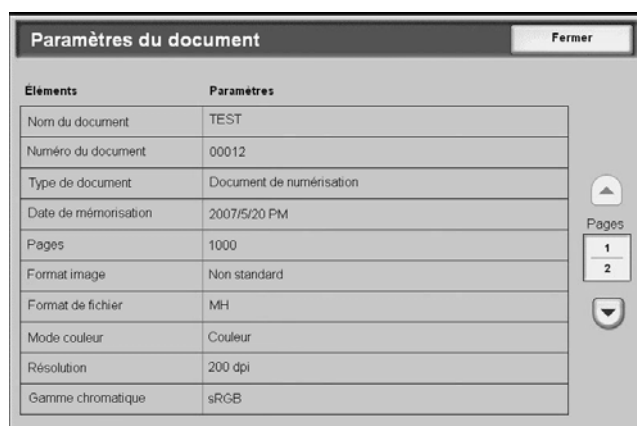 Paramètres du document
Fermer
Éléments Paramètres
Nom du document TEST
Numéro du document 00012
Type de document Document de numérisation
Date de mémorisation 2007/5/20 PM
Pages 1000
Format image Non standard
Format de fichier MH
Mode couleur Couleur
Résolution 200 dpi
Gamme chromatique sRGB
Pages
1
2